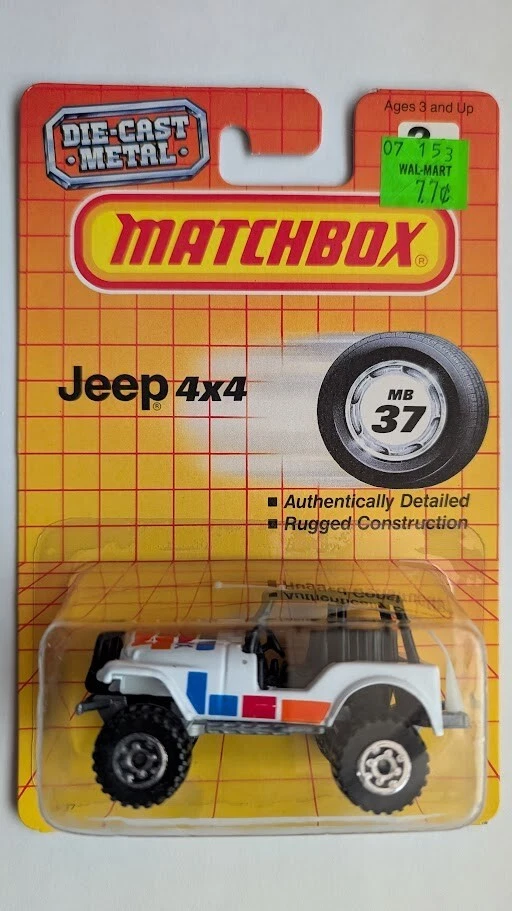 DIE-CAST
• METAL •
Ages 3 and Up
07 153
WAL-MART
77¢
MATCHBOX®
Jeep® 4x4
MB
37
■ Authentically Detailed
■ Rugged Construction